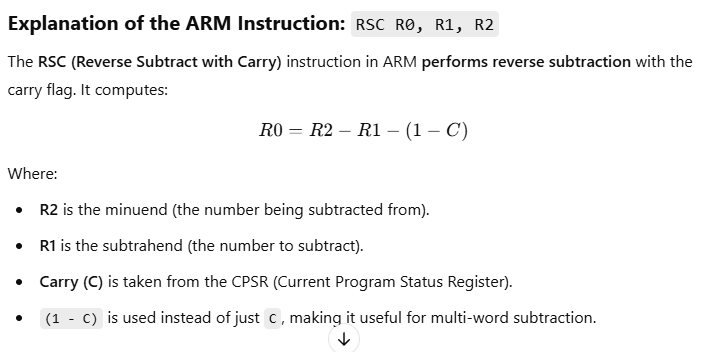 Explanation of the ARM Instruction: RSC R0, R1, R2
The RSC (Reverse Subtract with Carry) instruction in ARM performs reverse subtraction with the
carry flag. It computes:
R0 = R2 − R1 − (1 − C)
Where:
• R2 is the minuend (the number being subtracted from).
• R1 is the subtrahend (the number to subtract).
• Carry (C) is taken from the CPSR (Current Program Status Register).
• (1 - C) is used instead of just C, making it useful for multi-word subtraction.